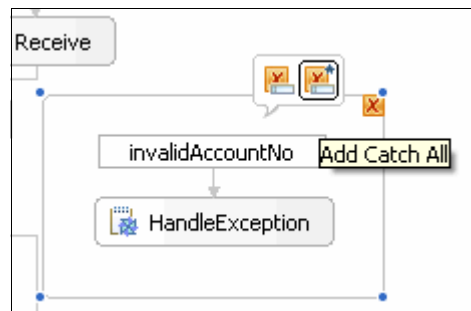 Receive
invalidAccountNo
Add Catch All
HandleException